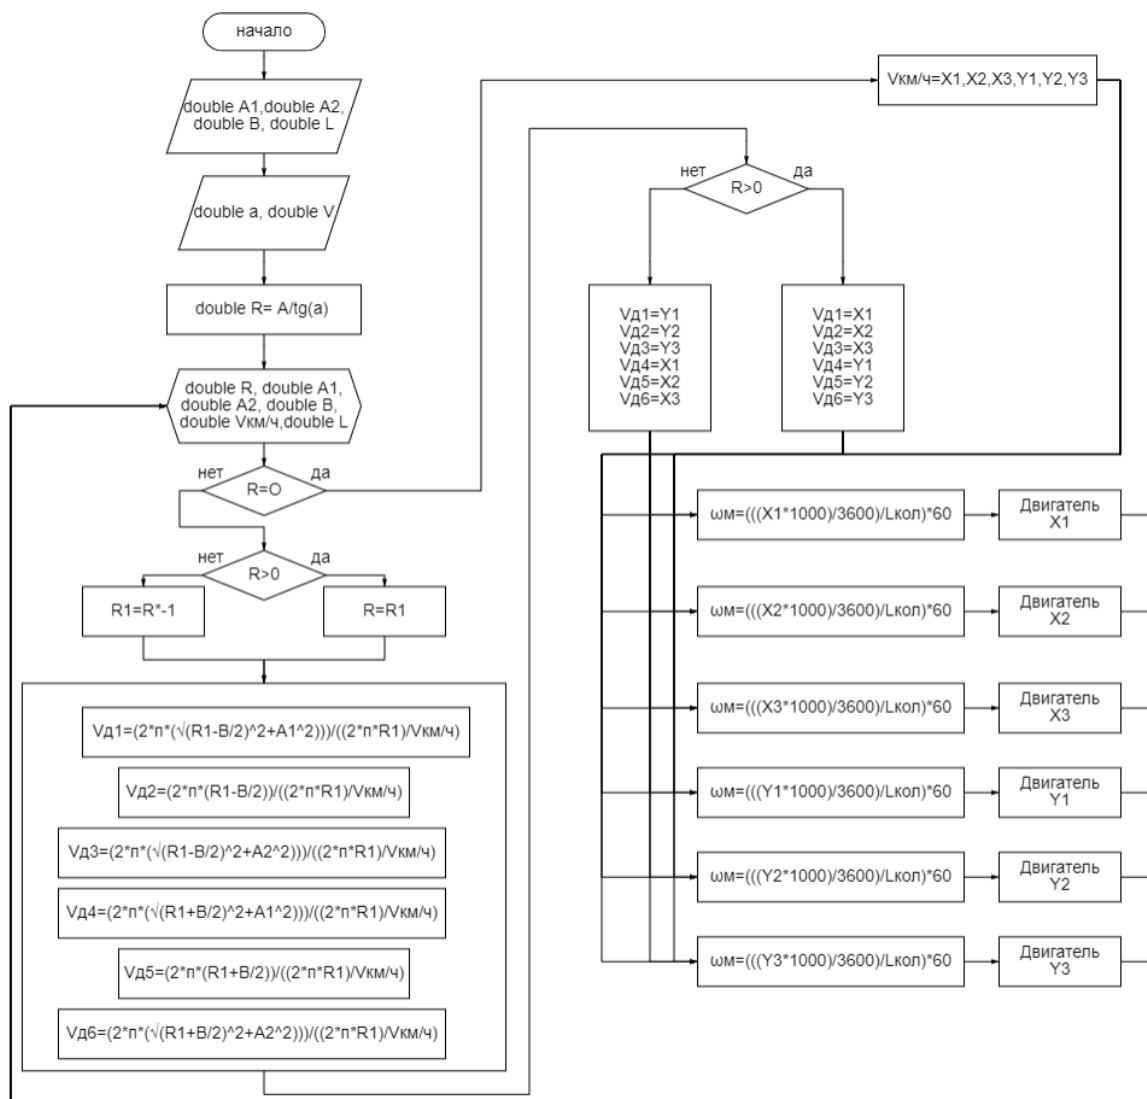 начало
double A1,double A2,
double B, double L
double a, double V
double R= A/tg(a)
double R, double A1,
double A2, double B,
double Vкм/ч,double L
нет
да
R=O
нет
да
R>0
R1=R*-1
R=R1
Vд1=(2*п*(√(R1-B/2)^2+A1^2)))/((2*п*R1)/Vкм/ч)
Vд2=(2*п*(R1-B/2))/((2*п*R1)/Vкм/ч)
Vд3=(2*п*(√(R1-B/2)^2+A2^2)))/((2*п*R1)/Vкм/ч)
Vд4=(2*п*(√(R1+B/2)^2+A1^2)))/((2*п*R1)/Vкм/ч)
Vд5=(2*п*(R1+B/2))/((2*п*R1)/Vкм/ч)
Vд6=(2*п*(√(R1+B/2)^2+A2^2)))/((2*п*R1)/Vкм/ч)
Vкм/ч=X1,X2,X3,Y1,Y2,Y3
нет
да
R>0
Vд1=Y1
Vд2=Y2
Vд3=Y3
Vд4=X1
Vд5=X2
Vд6=X3
Vд1=X1
Vд2=X2
Vд3=X3
Vд4=Y1
Vд5=Y2
Vд6=Y3
ωм=(((X1*1000)/3600)/Lкол)*60
Двигатель
X1
ωм=(((X2*1000)/3600)/Lкол)*60
Двигатель
X2
ωм=(((X3*1000)/3600)/Lкол)*60
Двигатель
X3
ωм=(((Y1*1000)/3600)/Lкол)*60
Двигатель
Y1
ωм=(((Y2*1000)/3600)/Lкол)*60
Двигатель
Y2
ωм=(((Y3*1000)/3600)/Lкол)*60
Двигатель
Y3